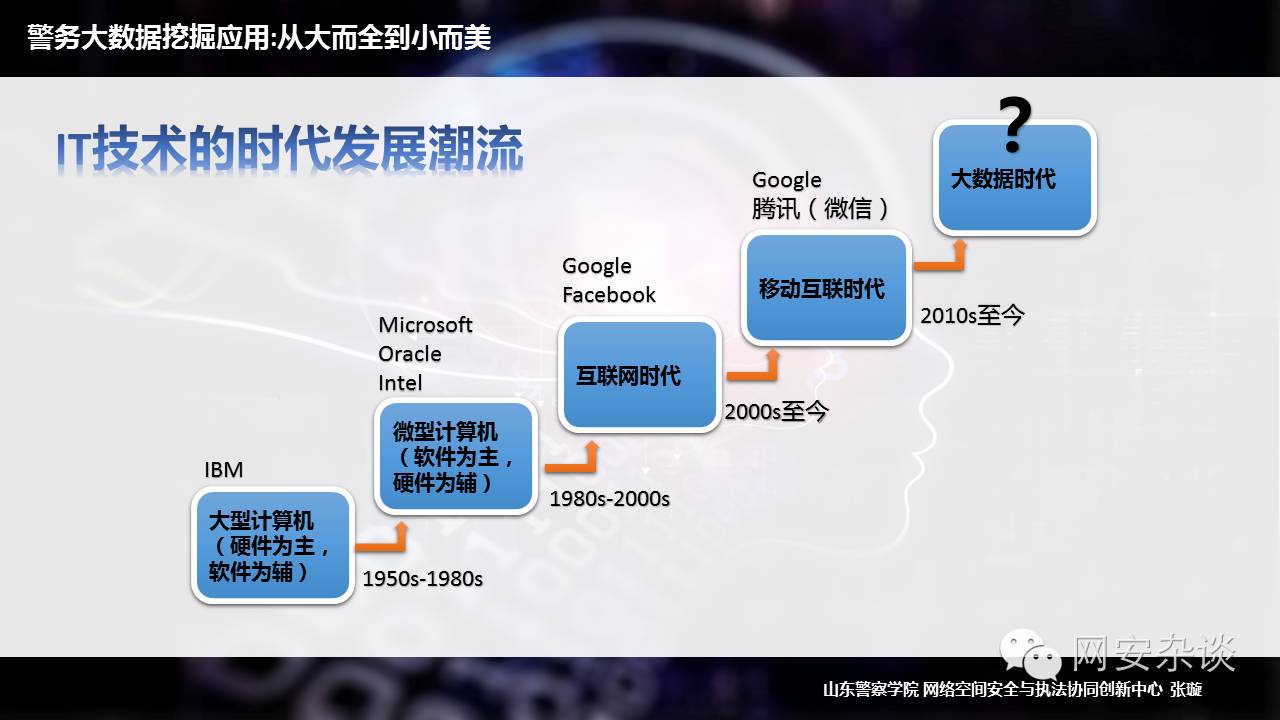 警务大数据挖掘应用:从大而全到小而美
IT技术的时代发展潮流
?
大数据时代
Google
腾讯（微信）
移动互联时代
2010s至今
Google
Facebook
互联网时代
2000s至今
Microsoft
Oracle
Intel
微型计算机
（软件为主，
硬件为辅）
1980s-2000s
IBM
大型计算机
（硬件为主，
软件为辅）
1950s-1980s
网安杂谈
山东警察学院 网络空间安全与执法协同创新中心 张璇